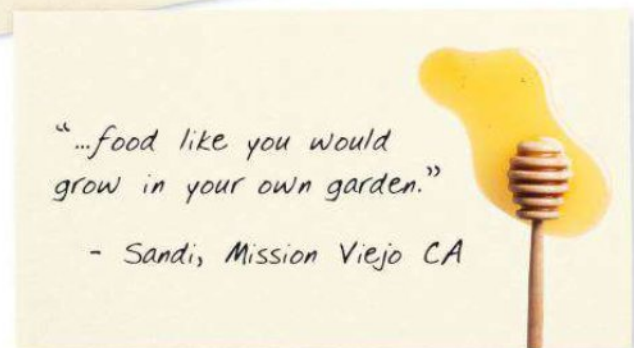 “...food like you would
grow in your own garden.”
- Sandi, Mission Viejo CA